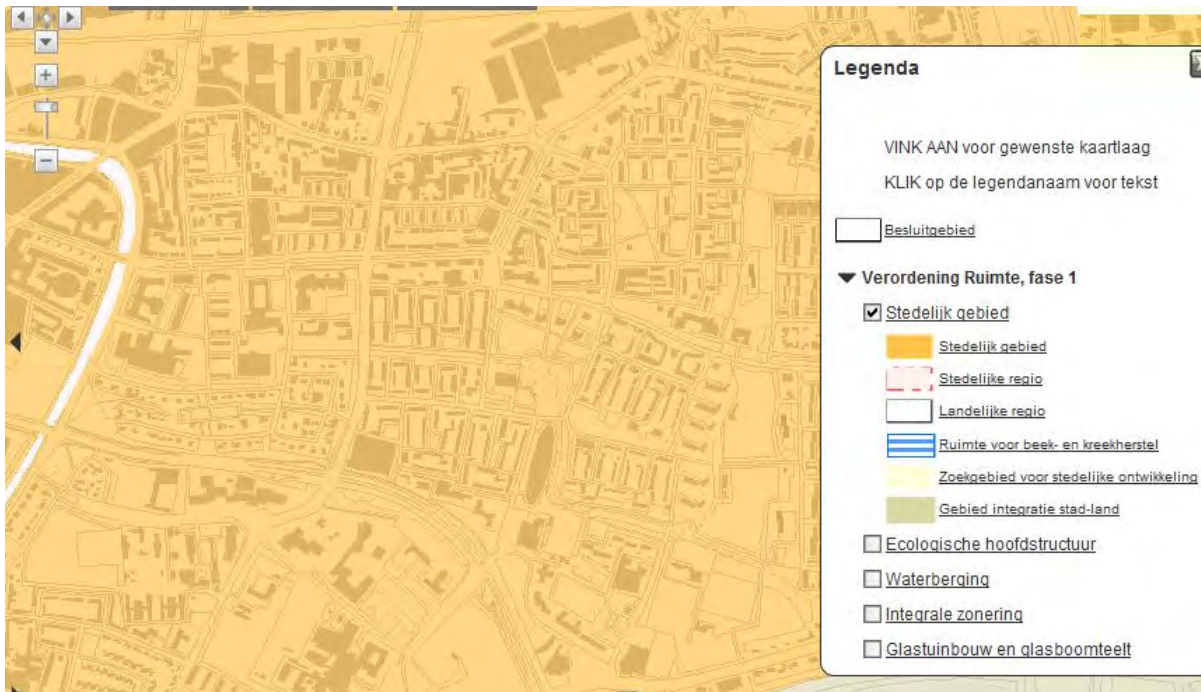 Legenda
VINK AAN voor gewenste kaartlaag
KLIK op de legendanaam voor tekst
Besluitgebied
Verordening Ruimte, fase 1
Stedelijk gebied
Stedelijk gebied
Stedelijke regio
Landelijke regio
Ruimte voor beek- en kreekherstel
Zoekgebied voor stedelijke ontwikkeling
Gebied integratie stad-land
Ecologische hoofdstructuur
Waterberging
Integrale zonering
Glastuinbouw en glasboomteelt